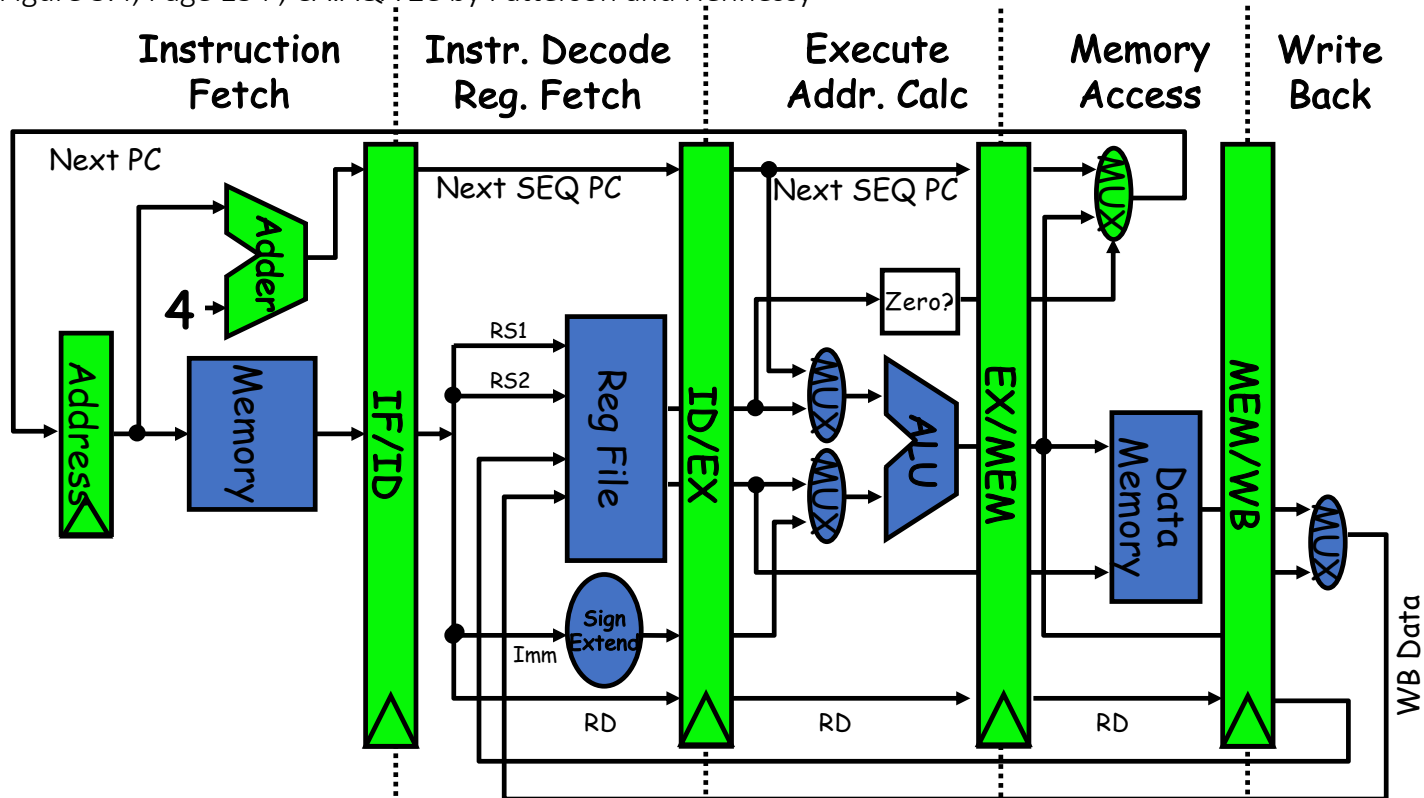 Instruction
Fetch
Instr. Decode
Reg. Fetch
Execute
Addr. Calc
Memory
Access
Write
Back
Next PC
Next SEQ PC
Next SEQ PC
MUX
Adder
4
Zero?
Address
Memory
IF/ID
RS1
RS2
Reg File
ID/EX
MUX
MUX
ALU
EX/MEM
Data
Memory
MEM/WB
MUX
Sign
Extend
Imm
RD
RD
RD
WB Data